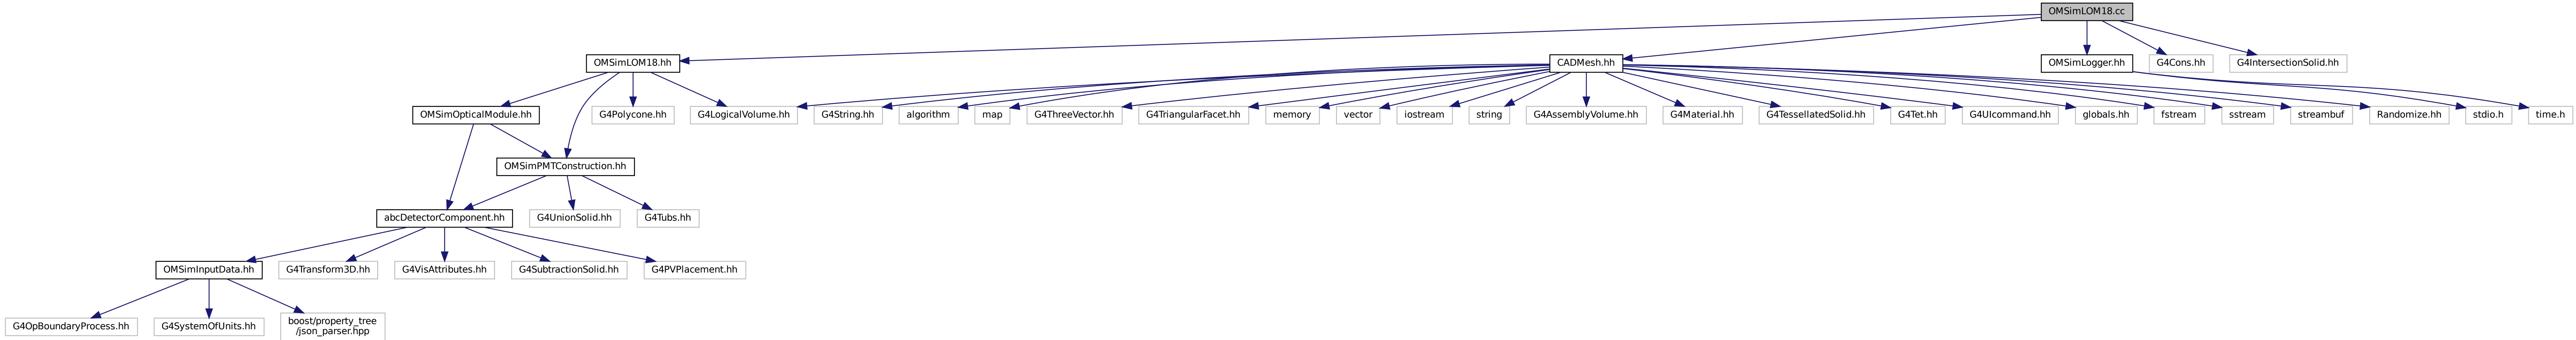 OMSimLOM18.cc
OMSimLOM18.hh
CADMesh.hh
OMSimLogger.hh
G4Cons.hh
G4IntersectionSolid.hh
OMSimOpticalModule.hh
G4Polycone.hh
G4LogicalVolume.hh
G4String.hh
algorithm
map
G4ThreeVector.hh
G4TriangularFacet.hh
memory
vector
iostream
string
G4AssemblyVolume.hh
G4Material.hh
G4TessellatedSolid.hh
G4Tet.hh
G4UIcommand.hh
globals.hh
fstream
sstream
streambuf
Randomize.hh
stdio.h
time.h
OMSimPMTConstruction.hh
abcDetectorComponent.hh
G4UnionSolid.hh
G4Tubs.hh
OMSimInputData.hh
G4Transform3D.hh
G4VisAttributes.hh
G4SubtractionSolid.hh
G4PVPlacement.hh
G4OpBoundaryProcess.hh
G4SystemOfUnits.hh
boost/property_tree
/json_parser.hpp